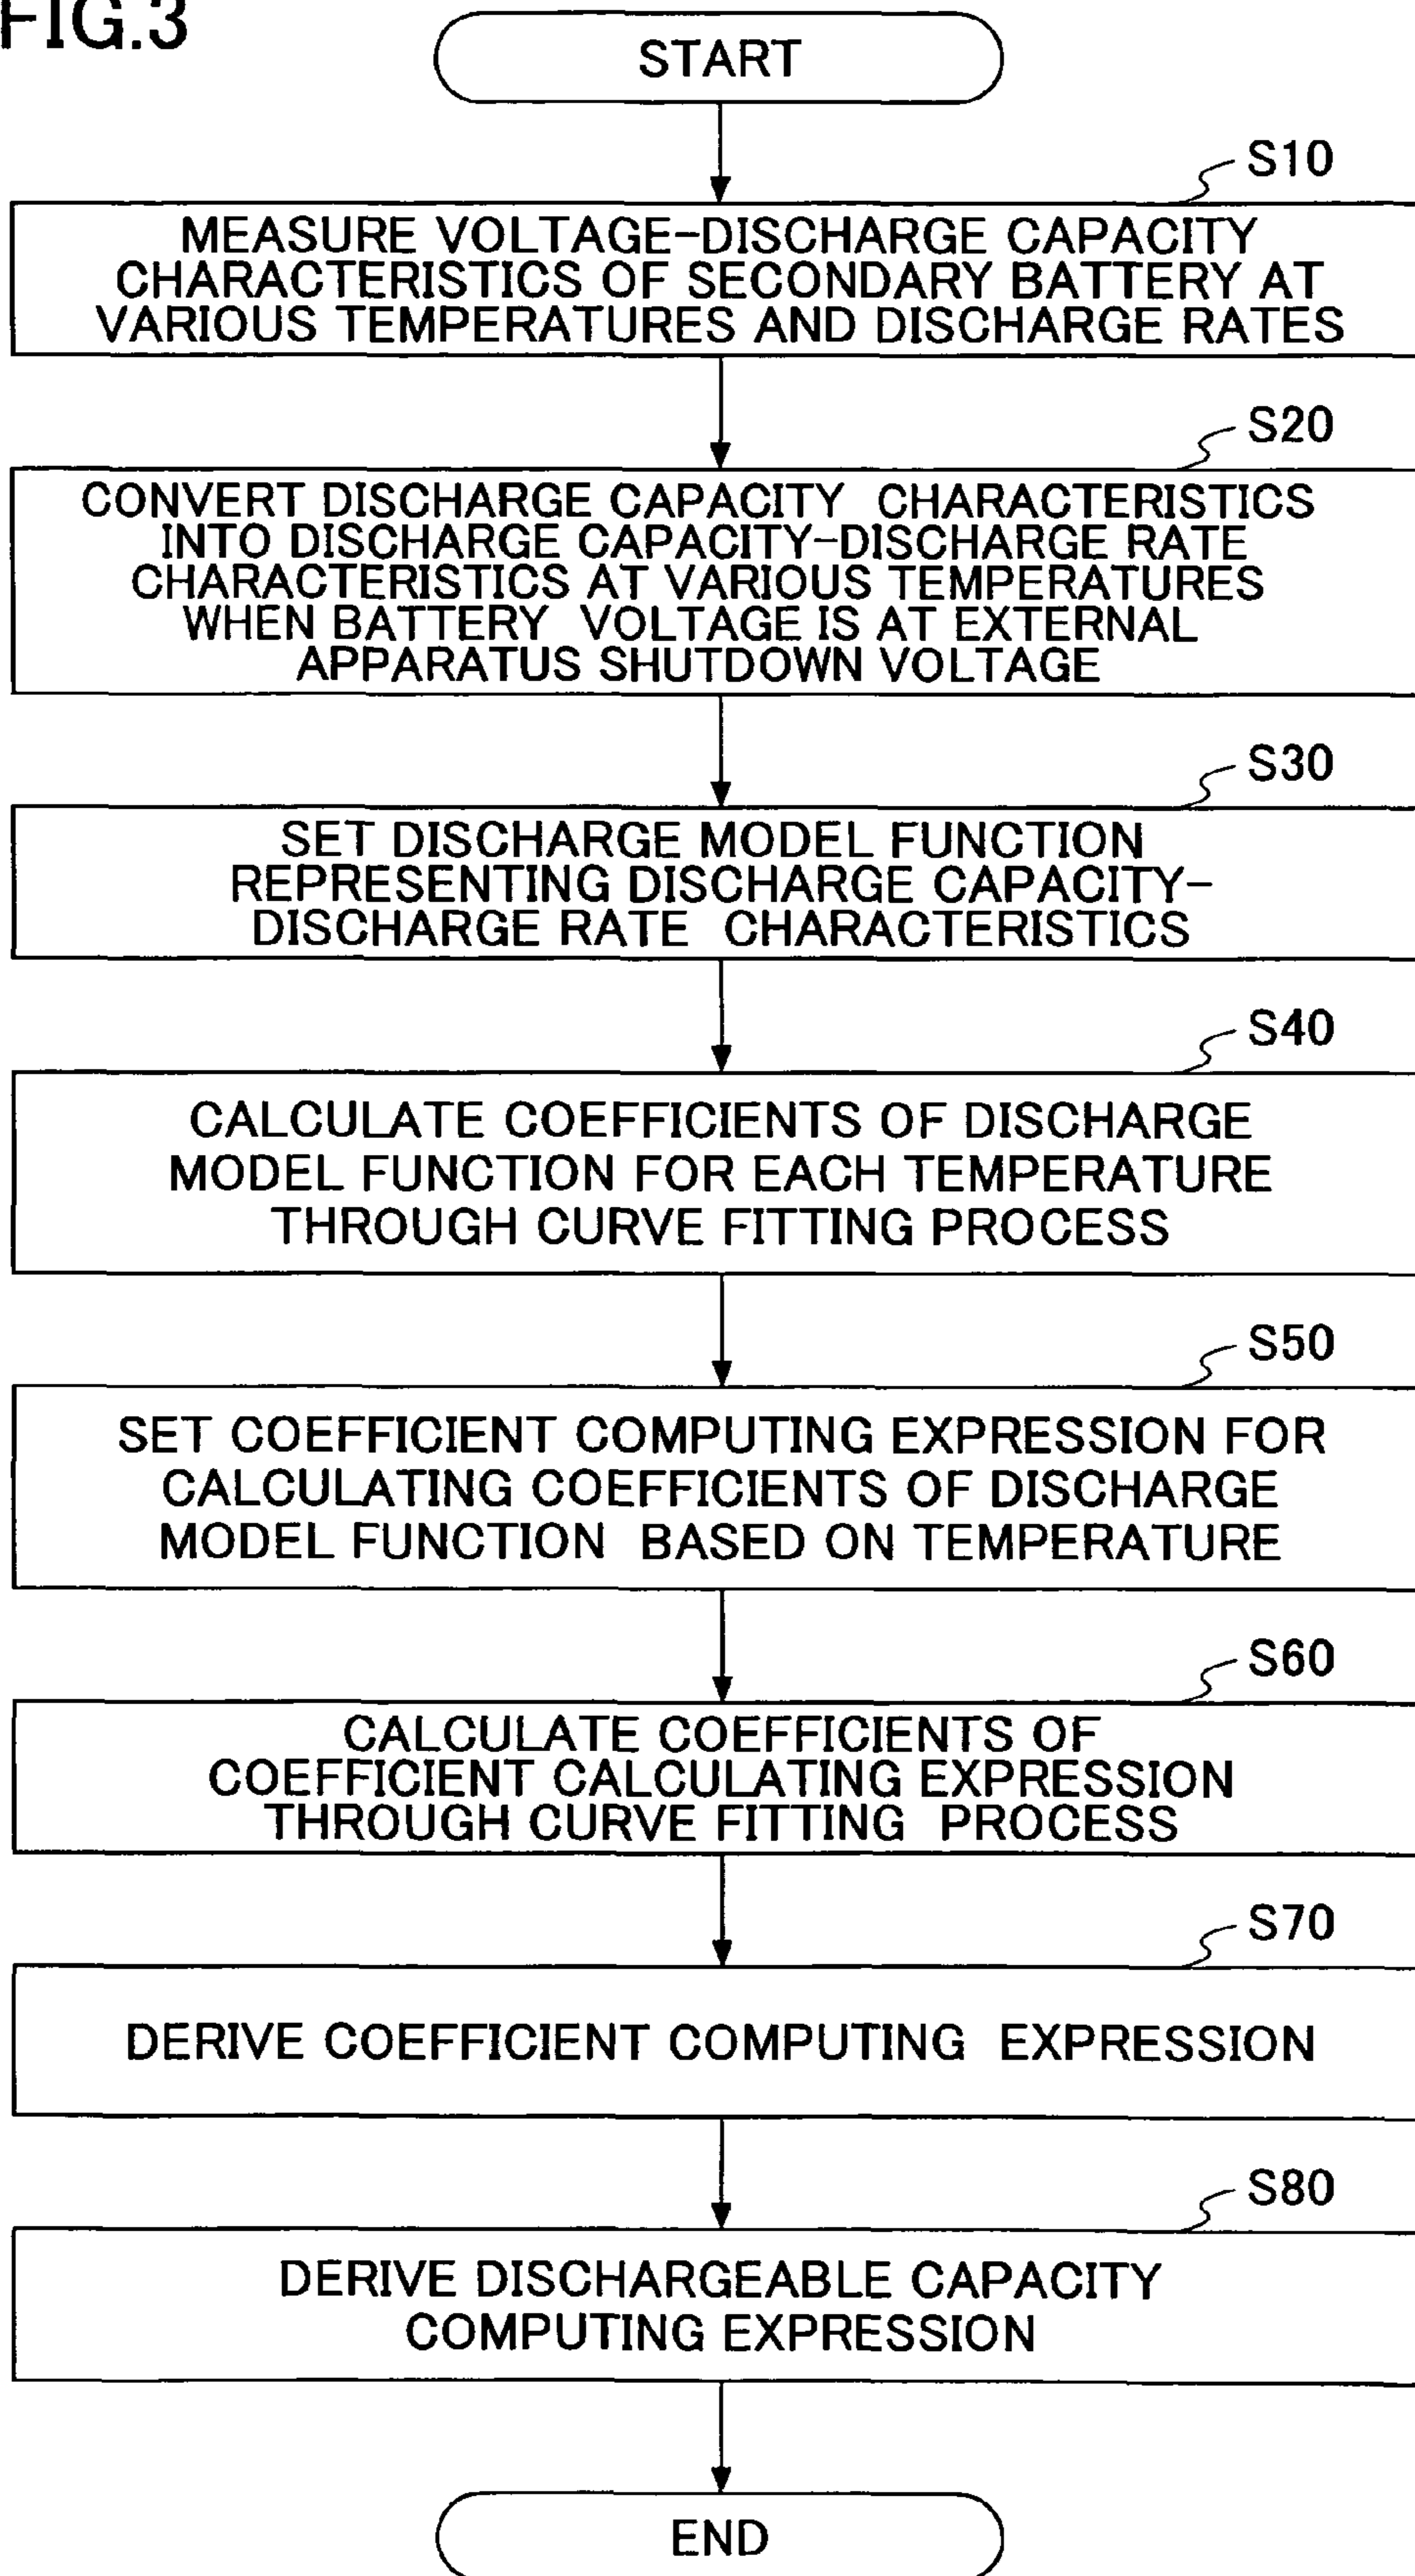 FIG.3
START
S10
MEASURE VOLTAGE-DISCHARGE CAPACITY
CHARACTERISTICS OF SECONDARY BATTERY AT
VARIOUS TEMPERATURES AND DISCHARGE RATES
S20
CONVERT DISCHARGE CAPACITY CHARACTERISTICS
INTO DISCHARGE CAPACITY-DISCHARGE RATE
CHARACTERISTICS AT VARIOUS TEMPERATURES
WHEN BATTERY VOLTAGE IS AT EXTERNAL
APPARATUS SHUTDOWN VOLTAGE
S30
SET DISCHARGE MODEL FUNCTION
REPRESENTING DISCHARGE CAPACITY-
DISCHARGE RATE CHARACTERISTICS
S40
CALCULATE COEFFICIENTS OF DISCHARGE
MODEL FUNCTION FOR EACH TEMPERATURE
THROUGH CURVE FITTING PROCESS
S50
SET COEFFICIENT COMPUTING EXPRESSION FOR
CALCULATING COEFFICIENTS OF DISCHARGE
MODEL FUNCTION BASED ON TEMPERATURE
S60
CALCULATE COEFFICIENTS OF
COEFFICIENT CALCULATING EXPRESSION
THROUGH CURVE FITTING PROCESS
S70
DERIVE COEFFICIENT COMPUTING EXPRESSION
S80
DERIVE DISCHARGEABLE CAPACITY
COMPUTING EXPRESSION
END